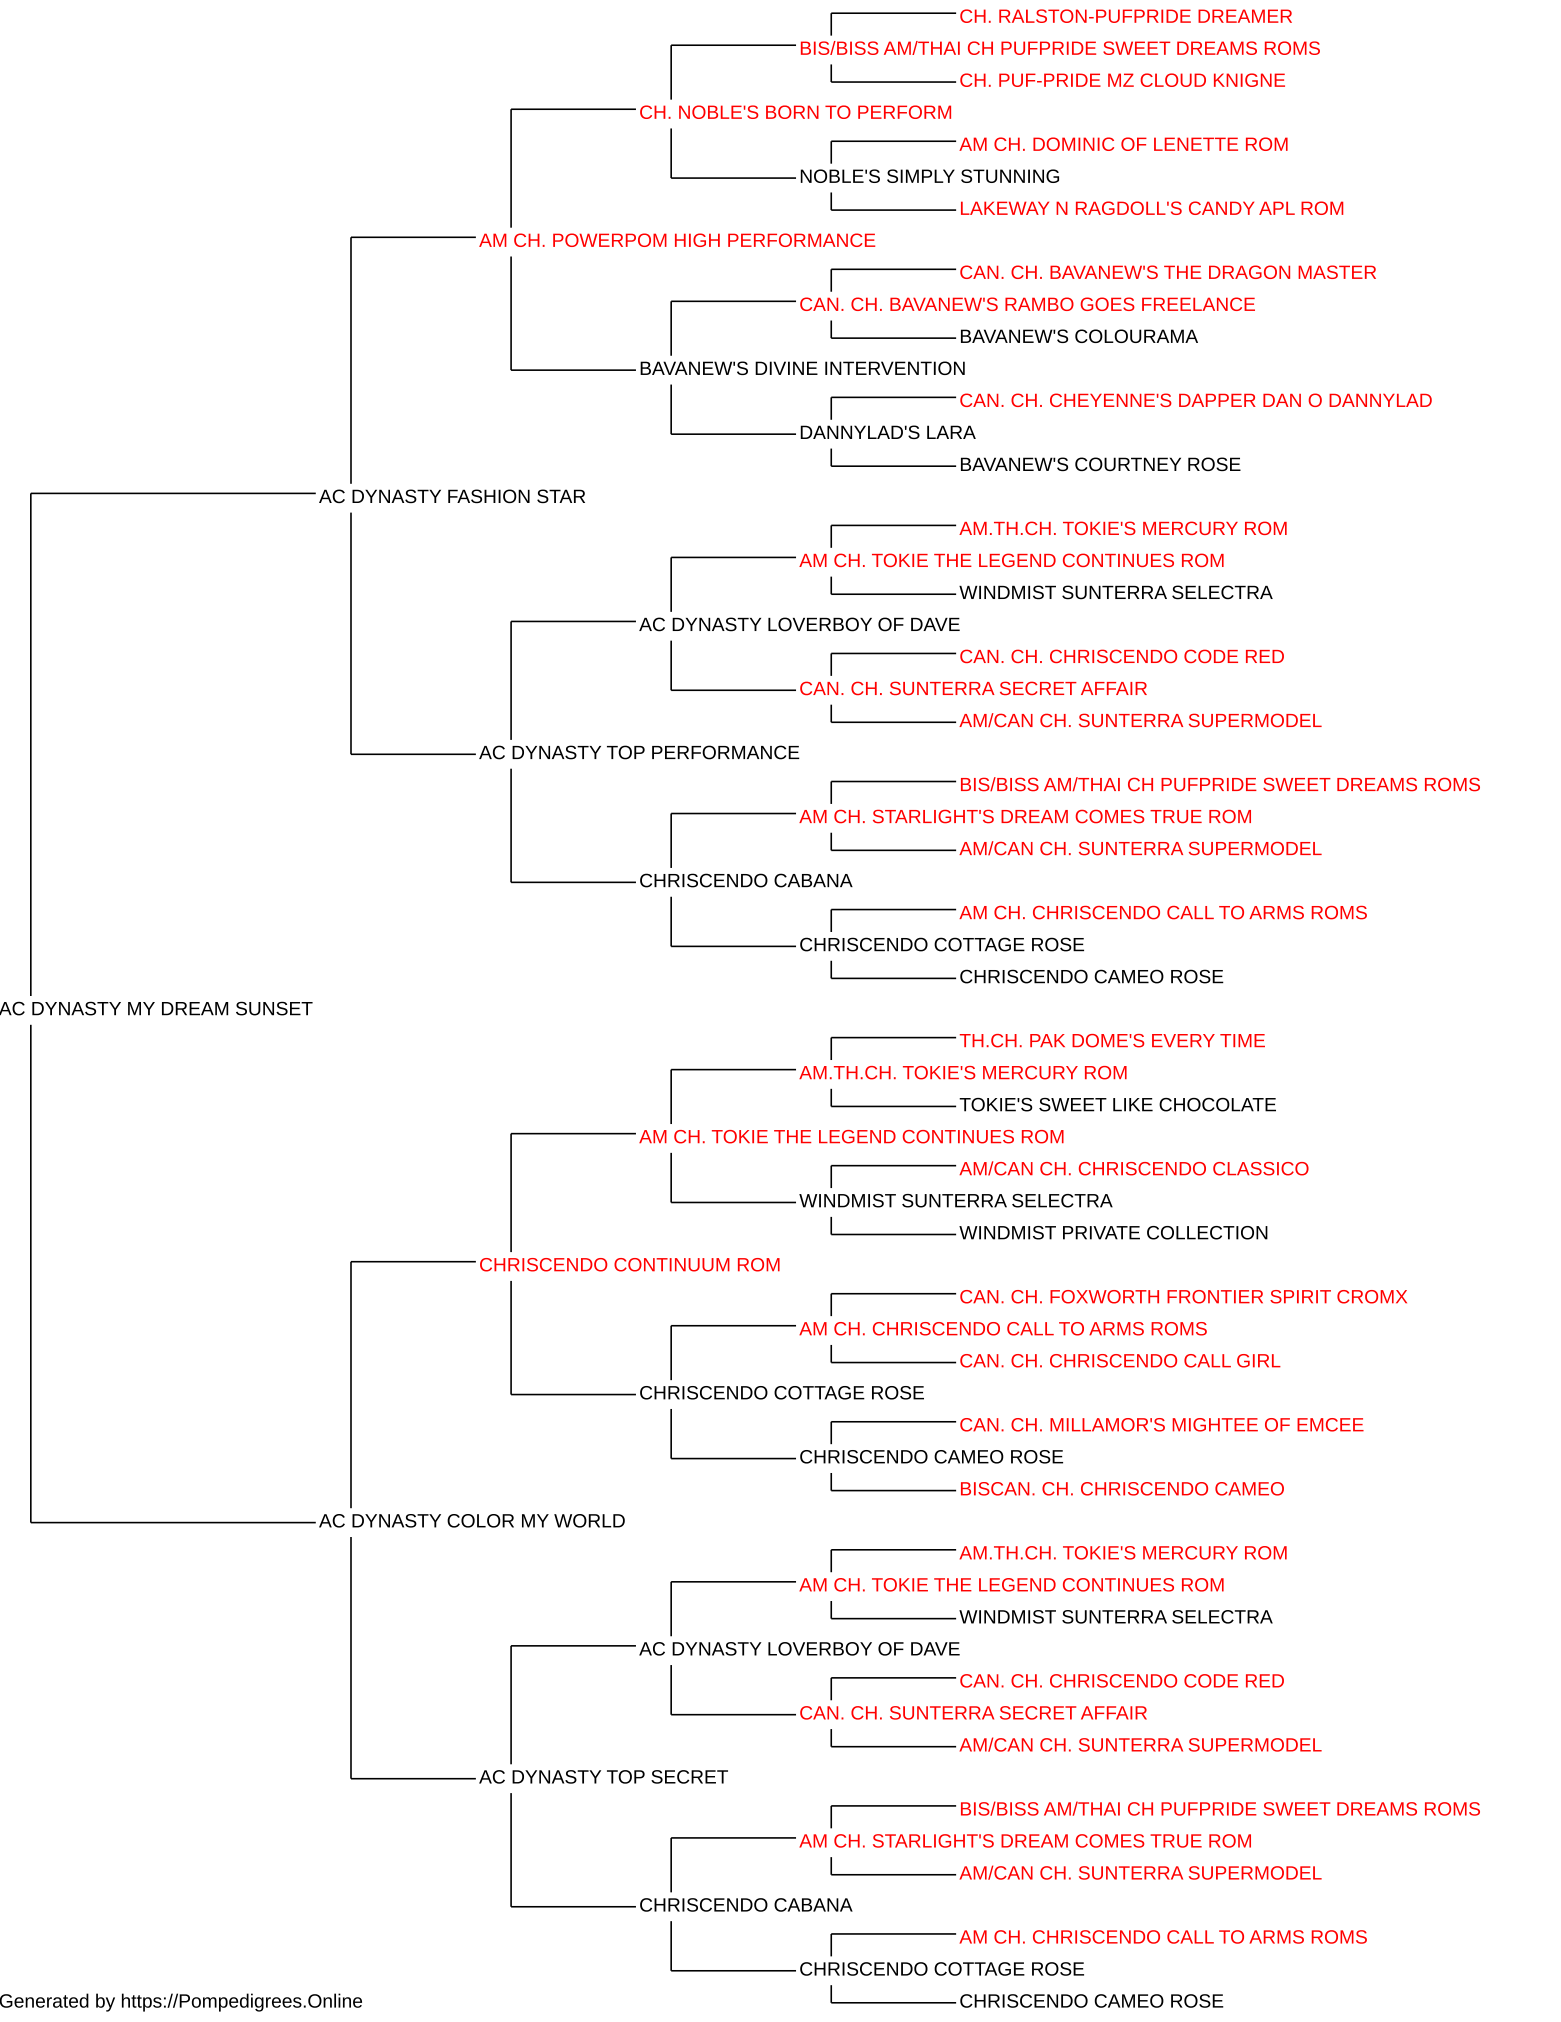 CH. RALSTON-PUFPRIDE DREAMER
BIS/BISS AM/THAI CH PUFPRIDE SWEET DREAMS ROMS
CH. PUF-PRIDE MZ CLOUD KNIGNE
CH. NOBLE'S BORN TO PERFORM
AM CH. DOMINIC OF LENETTE ROM
NOBLE'S SIMPLY STUNNING
LAKEWAY N RAGDOLL'S CANDY APL ROM
AM CH. POWERPOM HIGH PERFORMANCE
CAN. CH. BAVANEW'S THE DRAGON MASTER
CAN. CH. BAVANEW'S RAMBO GOES FREELANCE
BAVANEW'S COLOURAMA
BAVANEW'S DIVINE INTERVENTION
CAN. CH. CHEYENNE'S DAPPER DAN O DANNYLAD
DANNYLAD'S LARA
BAVANEW'S COURTNEY ROSE
AC DYNASTY FASHION STAR
AM.TH.CH. TOKIE'S MERCURY ROM
AM CH. TOKIE THE LEGEND CONTINUES ROM
WINDMIST SUNTERRA SELECTRA
AC DYNASTY LOVERBOY OF DAVE
CAN. CH. CHRISCENDO CODE RED
CAN. CH. SUNTERRA SECRET AFFAIR
AM/CAN CH. SUNTERRA SUPERMODEL
AC DYNASTY TOP PERFORMANCE
BIS/BISS AM/THAI CH PUFPRIDE SWEET DREAMS ROMS
AM CH. STARLIGHT'S DREAM COMES TRUE ROM
AM/CAN CH. SUNTERRA SUPERMODEL
CHRISCENDO CABANA
AM CH. CHRISCENDO CALL TO ARMS ROMS
CHRISCENDO COTTAGE ROSE
CHRISCENDO CAMEO ROSE
AC DYNASTY MY DREAM SUNSET
TH.CH. PAK DOME'S EVERY TIME
AM.TH.CH. TOKIE'S MERCURY ROM
TOKIE'S SWEET LIKE CHOCOLATE
AM CH. TOKIE THE LEGEND CONTINUES ROM
AM/CAN CH. CHRISCENDO CLASSICO
WINDMIST SUNTERRA SELECTRA
WINDMIST PRIVATE COLLECTION
CHRISCENDO CONTINUUM ROM
CAN. CH. FOXWORTH FRONTIER SPIRIT CROMX
AM CH. CHRISCENDO CALL TO ARMS ROMS
CAN. CH. CHRISCENDO CALL GIRL
CHRISCENDO COTTAGE ROSE
CAN. CH. MILLAMOR'S MIGHTEE OF EMCEE
CHRISCENDO CAMEO ROSE
BISCAN. CH. CHRISCENDO CAMEO
AC DYNASTY COLOR MY WORLD
AM.TH.CH. TOKIE'S MERCURY ROM
AM CH. TOKIE THE LEGEND CONTINUES ROM
WINDMIST SUNTERRA SELECTRA
AC DYNASTY LOVERBOY OF DAVE
CAN. CH. CHRISCENDO CODE RED
CAN. CH. SUNTERRA SECRET AFFAIR
AM/CAN CH. SUNTERRA SUPERMODEL
AC DYNASTY TOP SECRET
BIS/BISS AM/THAI CH PUFPRIDE SWEET DREAMS ROMS
AM CH. STARLIGHT'S DREAM COMES TRUE ROM
AM/CAN CH. SUNTERRA SUPERMODEL
CHRISCENDO CABANA
AM CH. CHRISCENDO CALL TO ARMS ROMS
CHRISCENDO COTTAGE ROSE
Generated by https://Pompedigrees.Online
CHRISCENDO CAMEO ROSE